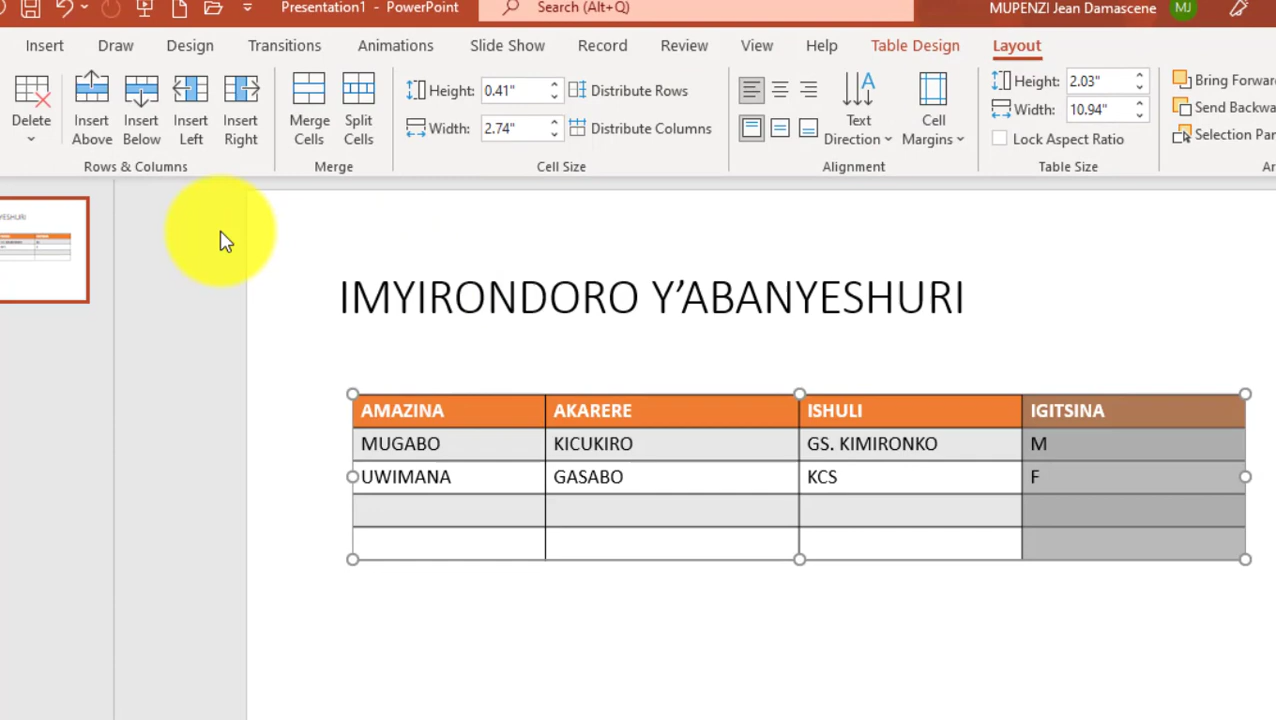 Presentation1 - PowerPoint
Search (Alt+Q)
MUPENZI Jean Damascene
MJ
Insert Draw Design Transitions Animations Slide Show Record Review View Help Table Design Layout
Delete
Insert Above
Insert Below
Insert Left
Insert Right
Rows & Columns
Merge Cells
Split Cells
Merge
Height: 0.41"
Width: 2.74"
Distribute Rows
Distribute Columns
Cell Size
Text Direction
Cell Margins
Alignment
Height: 2.03"
Width: 10.94"
Lock Aspect Ratio
Table Size
Bring Forward
Send Backwa
Selection Pan
IMYIRONDORO Y’ABANYESHURI
AMAZINA AKARERE ISHULI IGITSINA
MUGABO KICUKIRO GS. KIMIRONKO M
UWIMANA GASABO KCS F